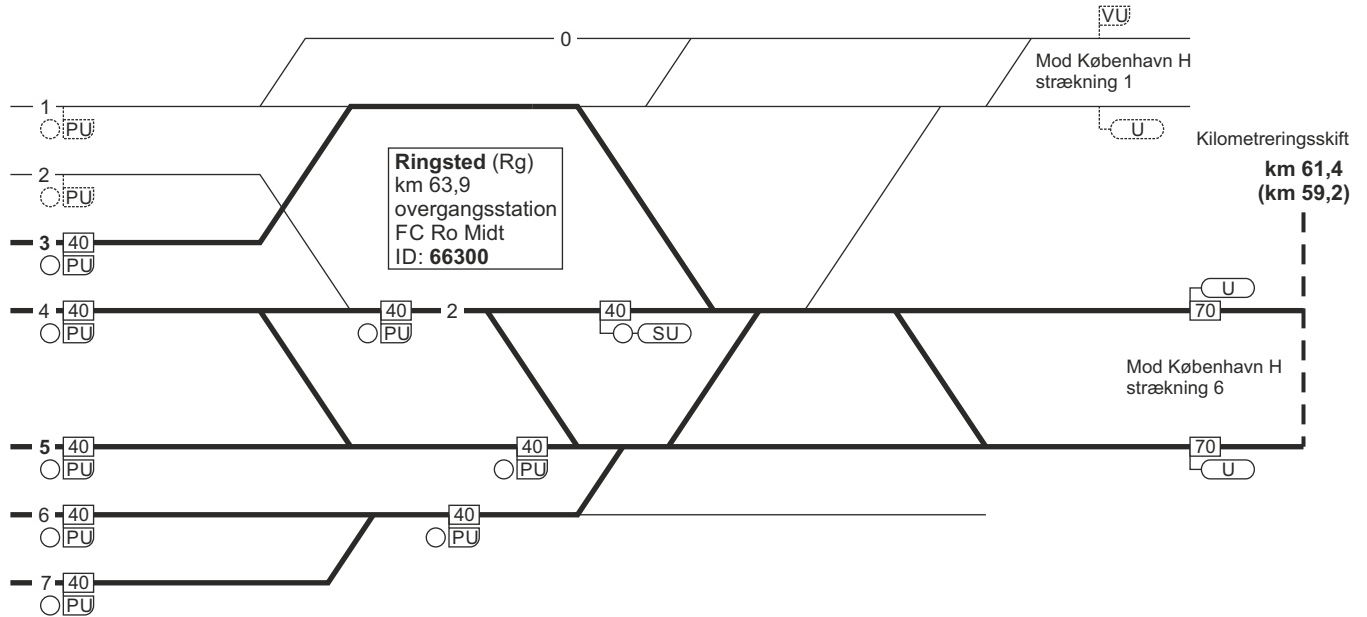 VU
0
Mod København H
strækning 1
1
PU
U
Kilometreringsskift
km 61,4
(km 59,2)
Ringsted (Rg)
km 63,9
overgangsstation
FC Ro Midt
ID: 66300
2
PU
3 40
PU
U
4 40 40 2 40 70
PU PU SU
Mod København H
strækning 6
5 40 40 70
PU PU U
6 40 40
PU PU
7 40
PU